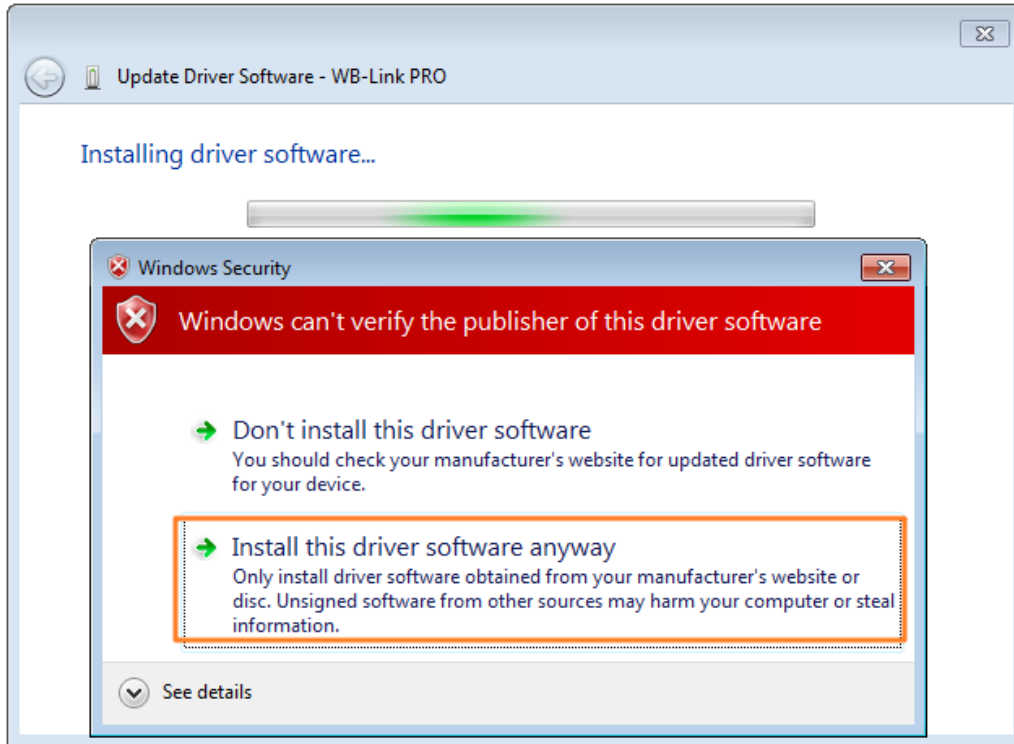 Update Driver Software - WB-Link PRO
Installing driver software...
Windows Security
Windows can't verify the publisher of this driver software
Don't install this driver software
You should check your manufacturer's website for updated driver software
for your device.
Install this driver software anyway
Only install driver software obtained from your manufacturer's website or
disc. Unsigned software from other sources may harm your computer or steal
information.
See details